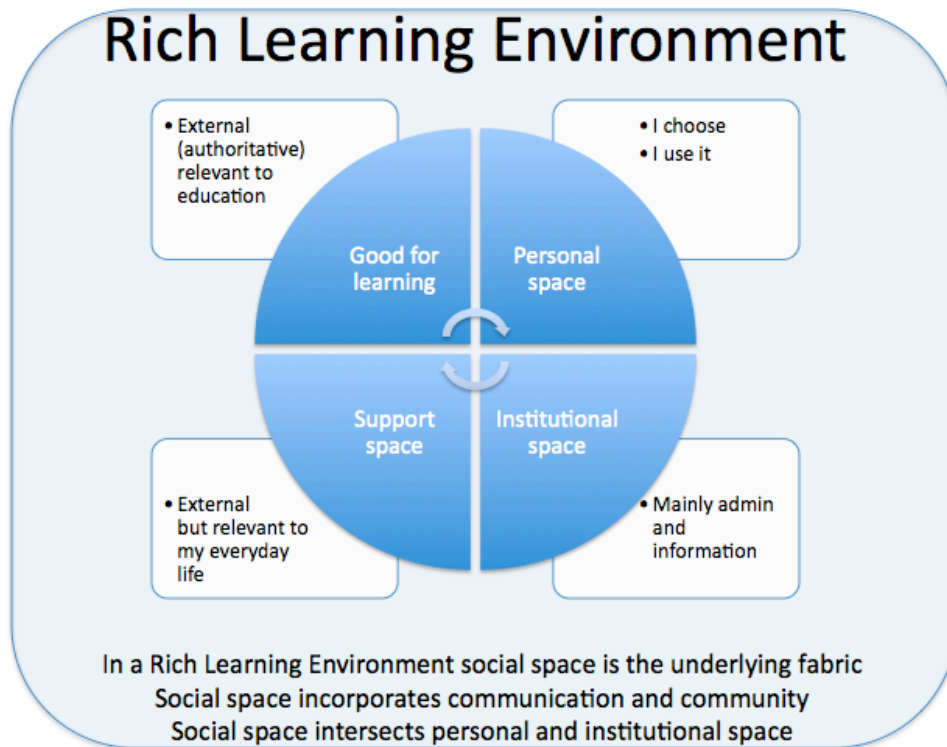 Rich Learning Environment
• External
(authoritative)
relevant to
education
• I choose
• I use it
Good for
learning
Personal
space
Support
space
Institutional
space
• External
but relevant to
my everyday
life
• Mainly admin
and
information
In a Rich Learning Environment social space is the underlying fabric
Social space incorporates communication and community
Social space intersects personal and institutional space